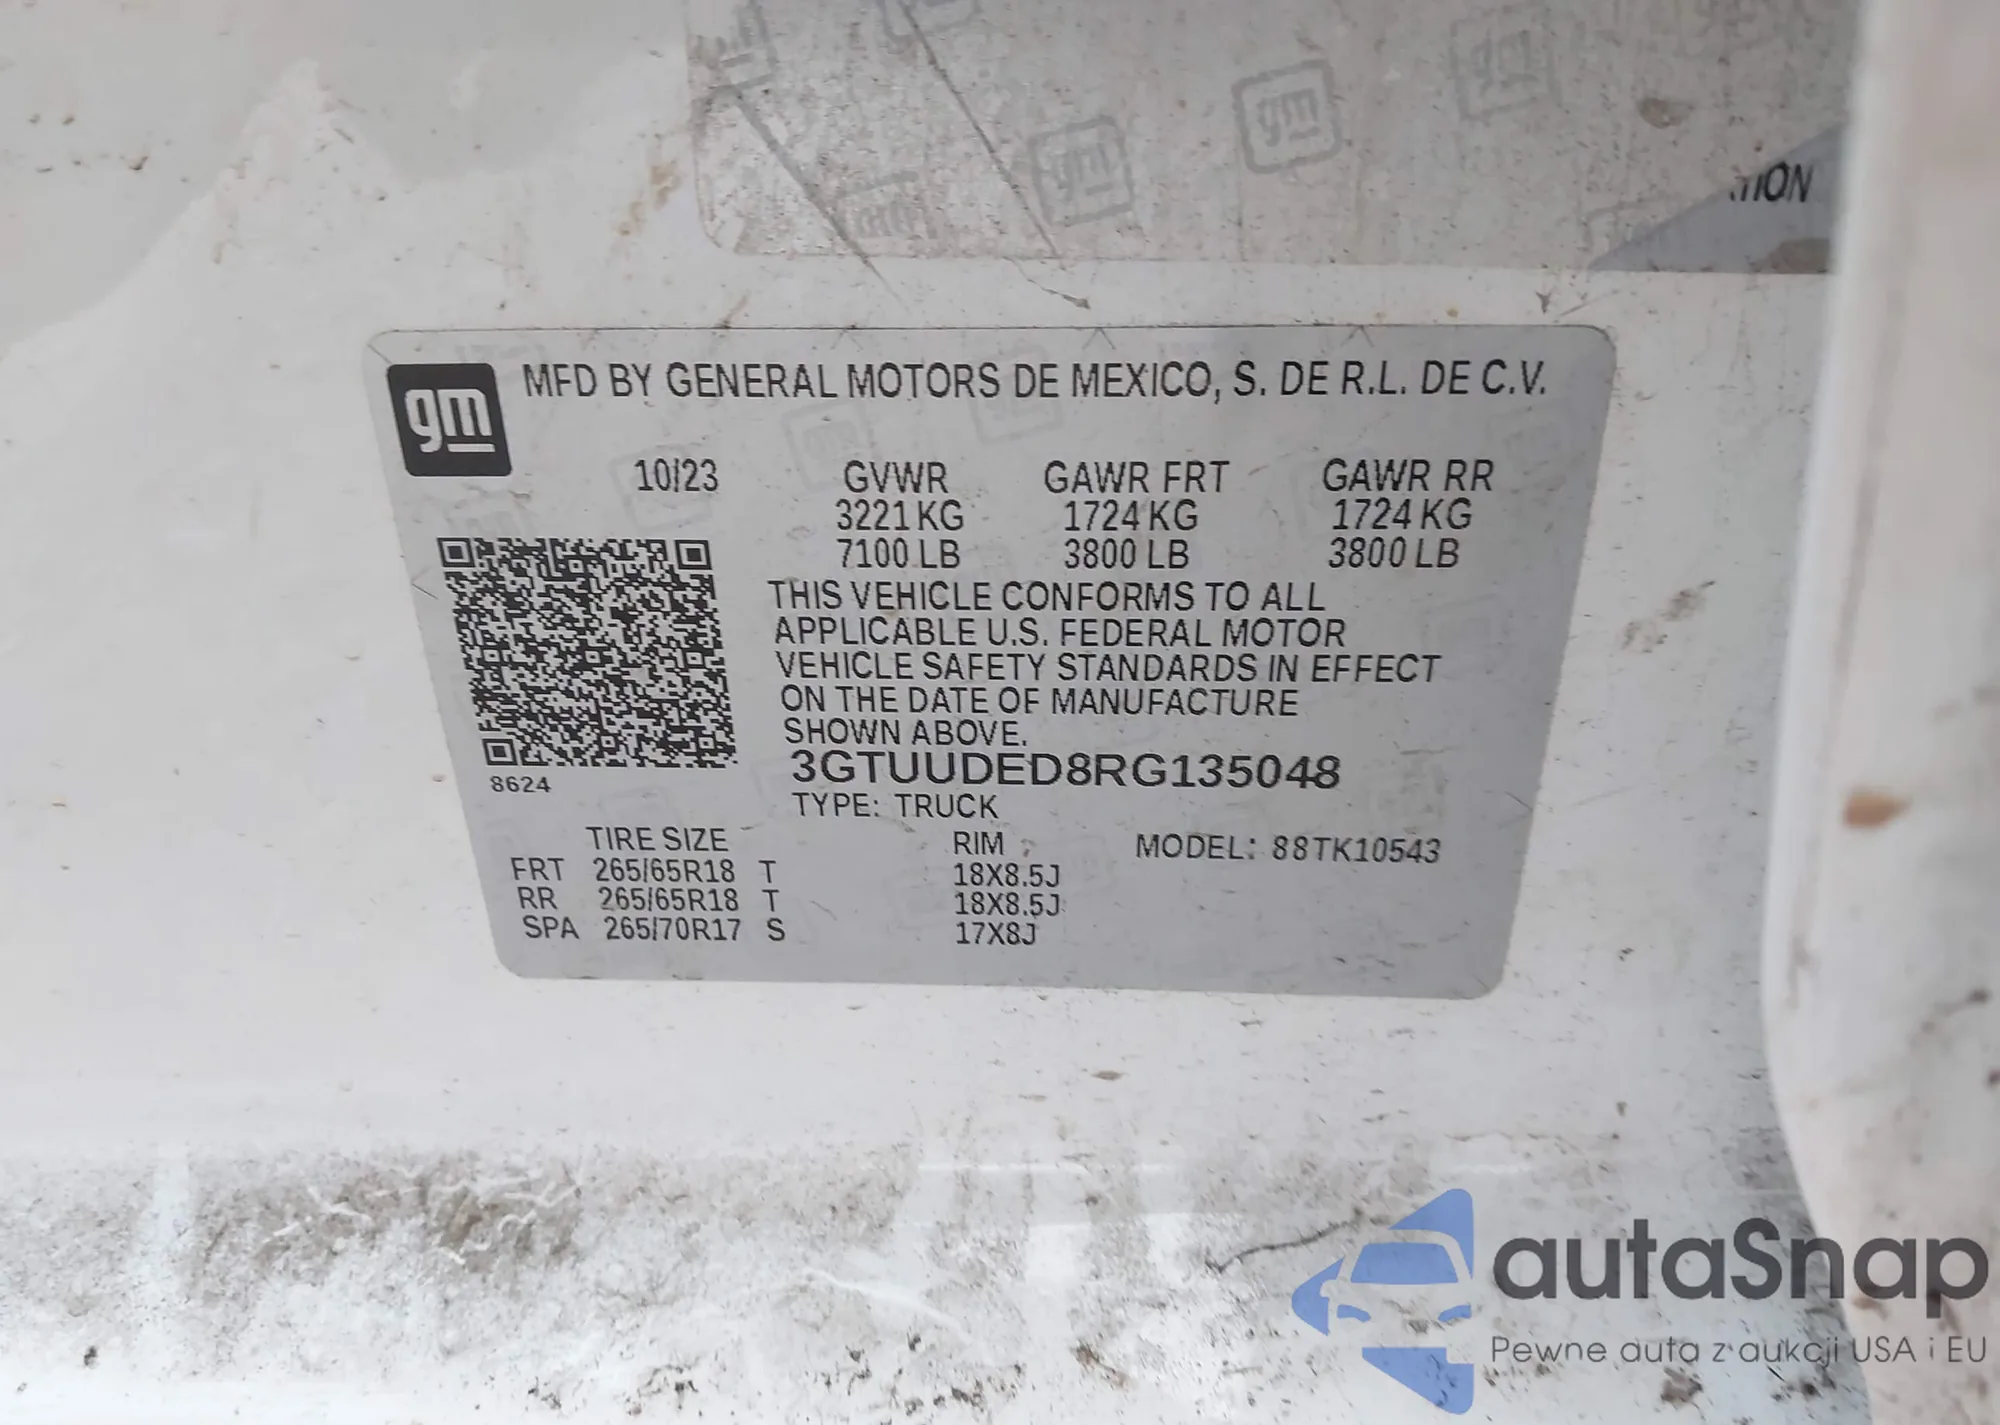 TION
gm MFD BY GENERAL MOTORS DE MEXICO, S. DE R.L. DE C.V.
10/23 GVWR GAWR FRT GAWR RR
3221 KG 1724 KG 1724 KG
7100 LB 3800 LB 3800 LB
THIS VEHICLE CONFORMS TO ALL
APPLICABLE U.S. FEDERAL MOTOR
VEHICLE SAFETY STANDARDS IN EFFECT
ON THE DATE OF MANUFACTURE
SHOWN ABOVE.
3GTUUDED8RG135048
8624
TYPE: TRUCK
TIRE SIZE RIM MODEL: 88TK10543
FRT 265/65R18 T 18X8.5J
RR 265/65R18 T 18X8.5J
SPA 265/70R17 S 17X8J
autaSnap
Pewne auta z aukcji USA i EU